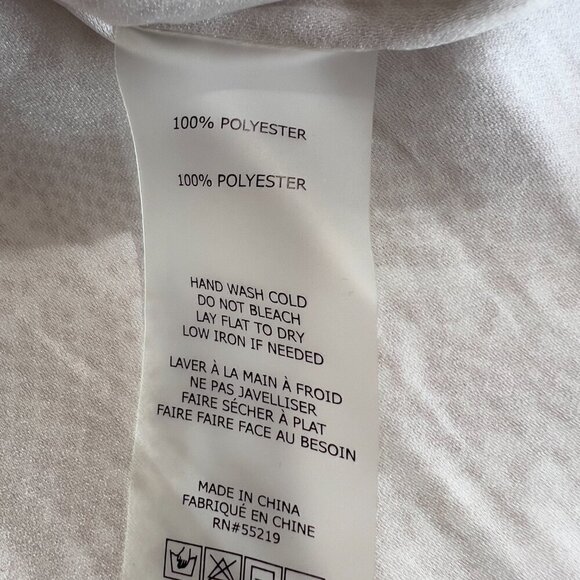 100% POLYESTER
100% POLYESTER
HAND WASH COLD
DO NOT BLEACH
LAY FLAT TO DRY
LOW IRON IF NEEDED
LAVER À LA MAIN À FROID
NE PAS JAVELLISER
FAIRE SÉCHER À PLAT
FAIRE FAIRE FACE AU BESOIN
MADE IN CHINA
FABRIQUÉ EN CHINE
RN#55219